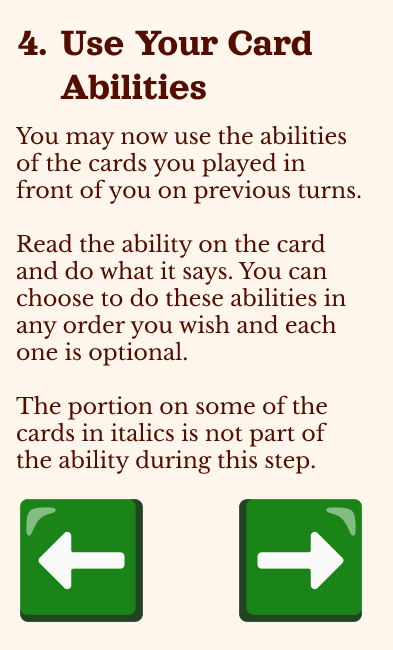 4. Use Your Card
Abilities
You may now use the abilities
of the cards you played in
front of you on previous turns.
Read the ability on the card
and do what it says. You can
choose to do these abilities in
any order you wish and each
one is optional.
The portion on some of the
cards in italics is not part of
the ability during this step.